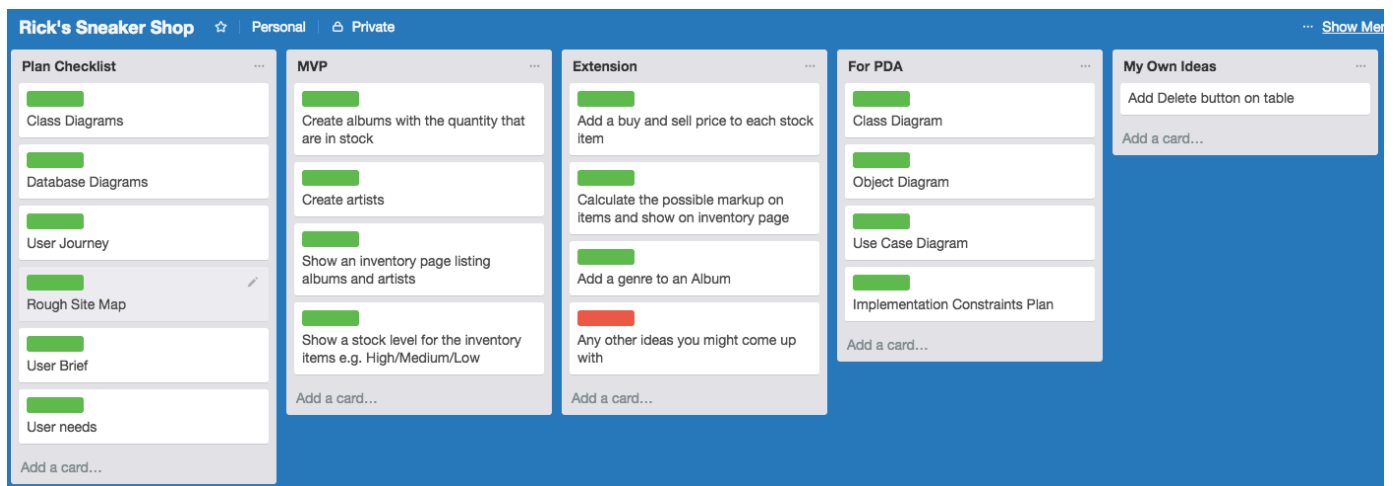 Rick's Sneaker Shop Personal Private ... Show Mer
Plan Checklist ...
Class Diagrams
Database Diagrams
User Journey
Rough Site Map
User Brief
User needs
Add a card...
MVP ...
Create albums with the quantity that
are in stock
Create artists
Show an inventory page listing
albums and artists
Show a stock level for the inventory
items e.g. High/Medium/Low
Add a card...
Extension ...
Add a buy and sell price to each stock
item
Calculate the possible markup on
items and show on inventory page
Add a genre to an Album
Any other ideas you might come up
with
Add a card...
For PDA ...
Class Diagram
Object Diagram
Use Case Diagram
Implementation Constraints Plan
Add a card...
My Own Ideas ...
Add Delete button on table
Add a card...